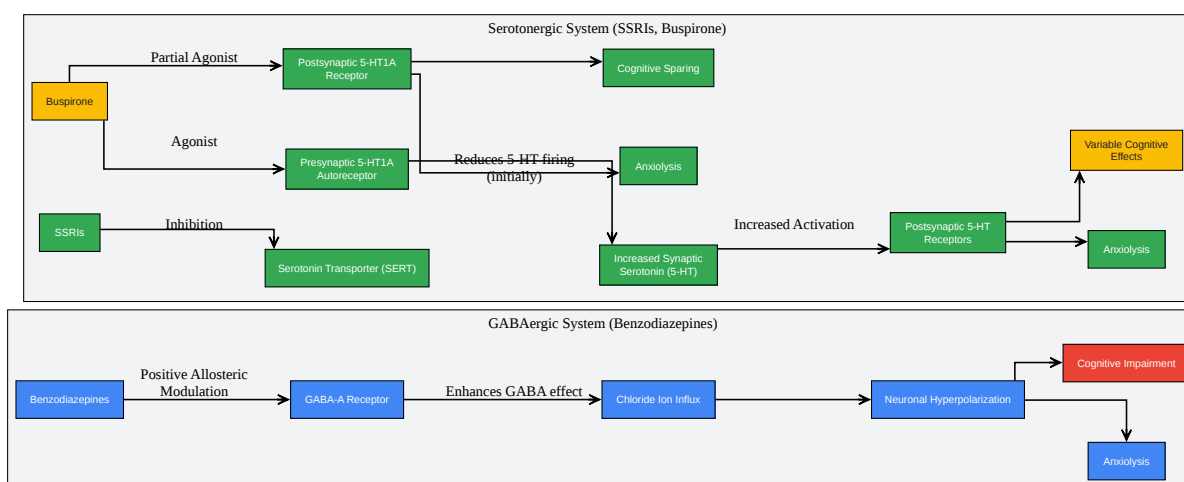 Serotonergic System (SSRIs, Buspirone)
Partial Agonist
Postsynaptic 5-HT1A
Receptor
Cognitive Sparing
Buspirone
Agonist
Presynaptic 5-HT1A
Autoreceptor
Reduces 5-HT firing
(initially)
Anxiolysis
Variable Cognitive
Effects
SSRIs
Inhibition
Serotonin Transporter (SERT)
Increased Synaptic
Serotonin (5-HT)
Increased Activation
Postsynaptic 5-HT
Receptors
Anxiolysis
GABAergic System (Benzodiazepines)
Benzodiazepines
Positive Allosteric
Modulation
GABA-A Receptor
Enhances GABA effect
Chloride Ion Influx
Neuronal Hyperpolarization
Cognitive Impairment
Anxiolysis